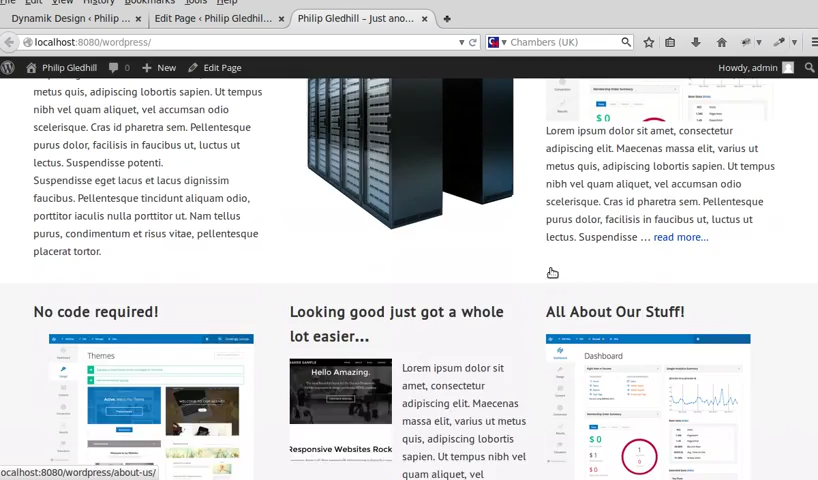 File Edit View History Bookmarks Tools Help
Dynamik Design ‹ Philip ...
Edit Page ‹ Philip Gledhil...
Philip Gledhill – Just ano...
localhost:8080/wordpress/
Chambers (UK)
Philip Gledhill
0
New
Edit Page
Howdy, admin
metus quis, adipiscing lobortis sapien. Ut tempus
nibh vel quam aliquet, vel accumsan odio
scelerisque. Cras id pharetra sem. Pellentesque
purus dolor, facilisis in faucibus ut, luctus ut
lectus. Suspendisse potenti.
Suspendisse eget lacus et lacus dignissim
faucibus. Pellentesque tincidunt aliquam odio,
porttitor iaculis nulla porttitor ut. Nam tellus
purus, condimentum et risus vitae, pellentesque
placerat tortor.
$0
Lorem ipsum dolor sit amet, consectetur
adipiscing elit. Maecenas massa elit, varius ut
metus quis, adipiscing lobortis sapien. Ut tempus
nibh vel quam aliquet, vel accumsan odio
scelerisque. Cras id pharetra sem. Pellentesque
purus dolor, facilisis in faucibus ut, luctus ut
lectus. Suspendisse … read more...
No code required!
Themes
Looking good just got a whole
lot easier...
Hello Amazing.
Responsive Websites Rock
Lorem ipsum dolor sit
amet, consectetur
adipiscing elit. Maecenas
massa elit, varius ut
metus quis, adipiscing
lobortis sapien. Ut tempus
nibh vel quam
aliquet, vel
All About Our Stuff!
Dashboard
$ 0
$ 0
1
9
localhost:8080/wordpress/about-us/